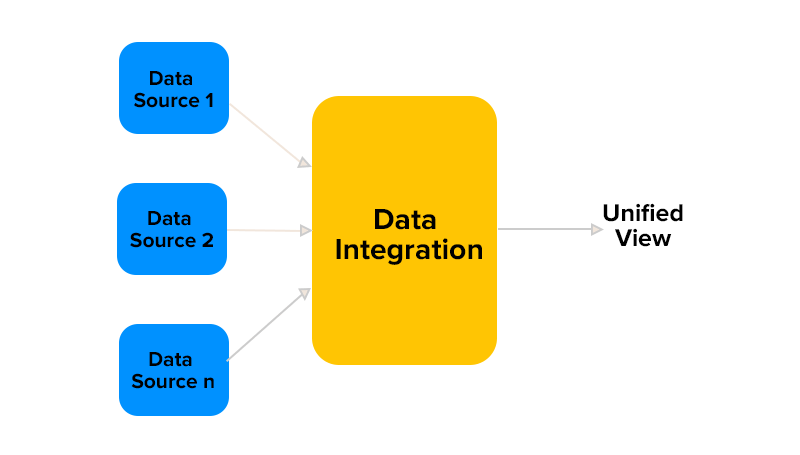 Data
Source 1
Data
Source 2
Data
Source n
Data
Integration
Unified
View